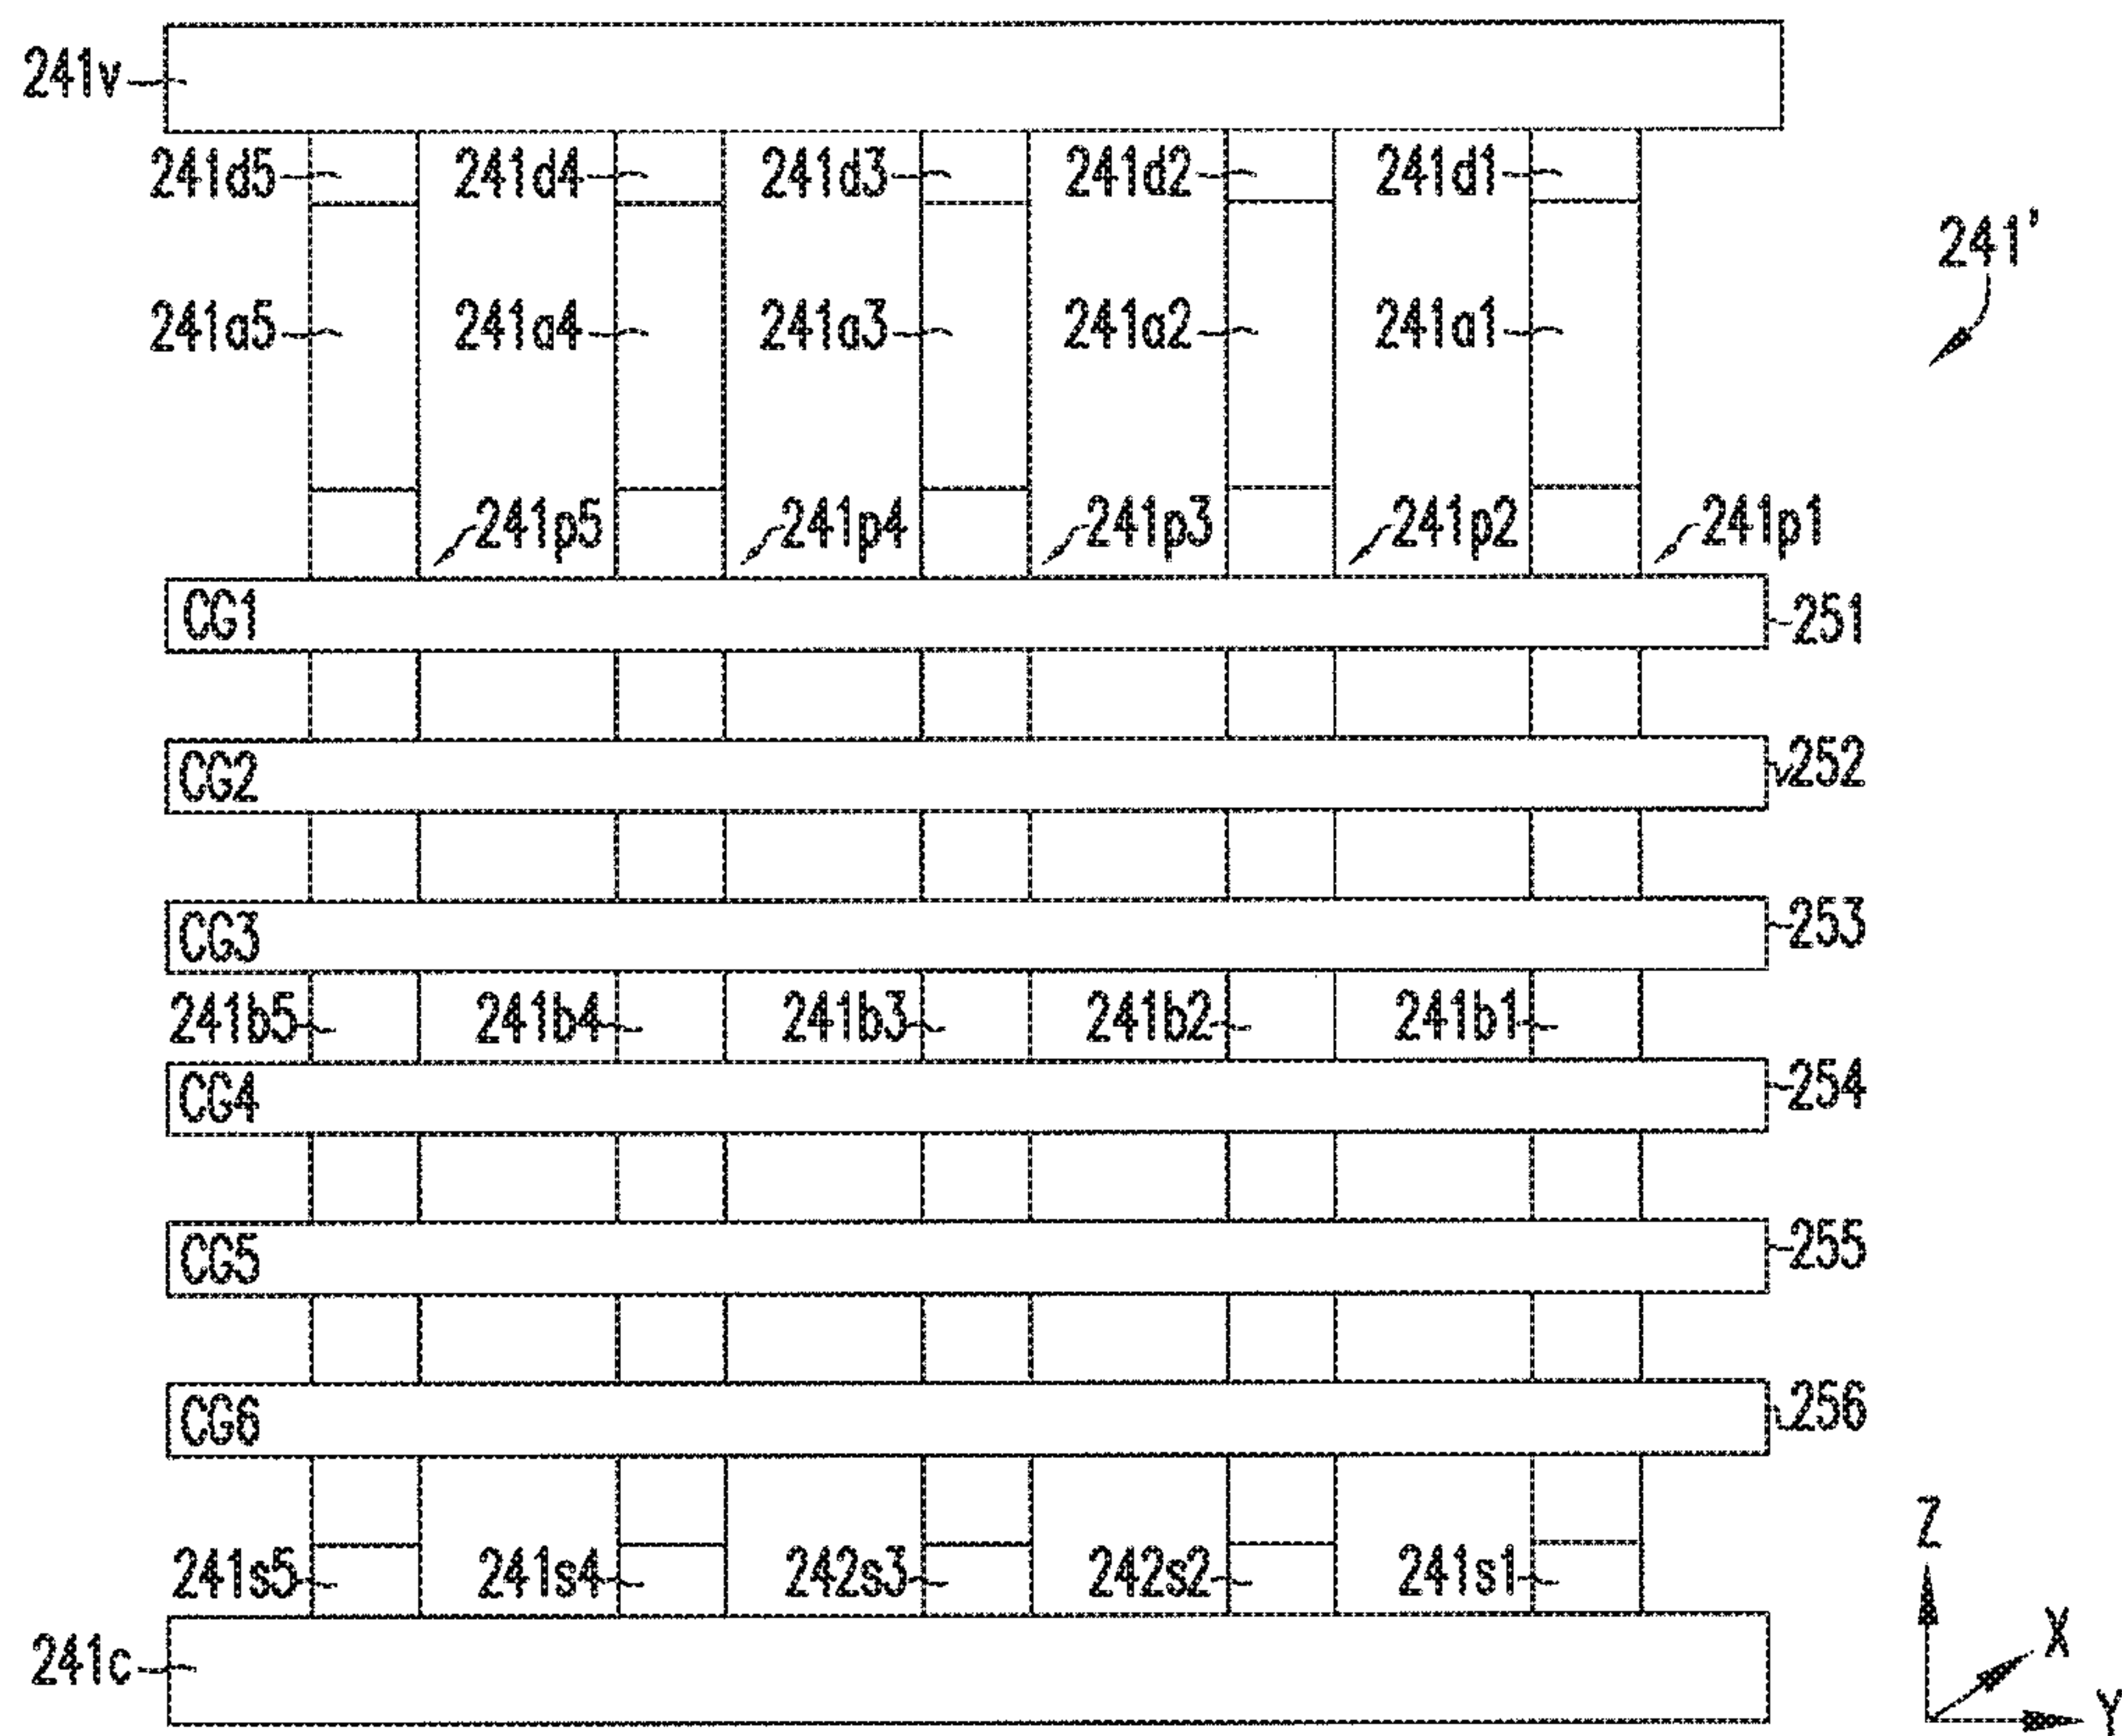 241v
241d5 241d4 241d3 241d2 241d1
241'
241a5 241a4 241a3 241a2 241a1
241p5 241p4 241p3 241p2 241p1
CG1 251
CG2 252
CG3 253
241b5 241b4 241b3 241b2 241b1
CG4 254
CG5 255
CG6 256
241s5 241s4 242s3 242s2 241s1
241c
Z
X
Y